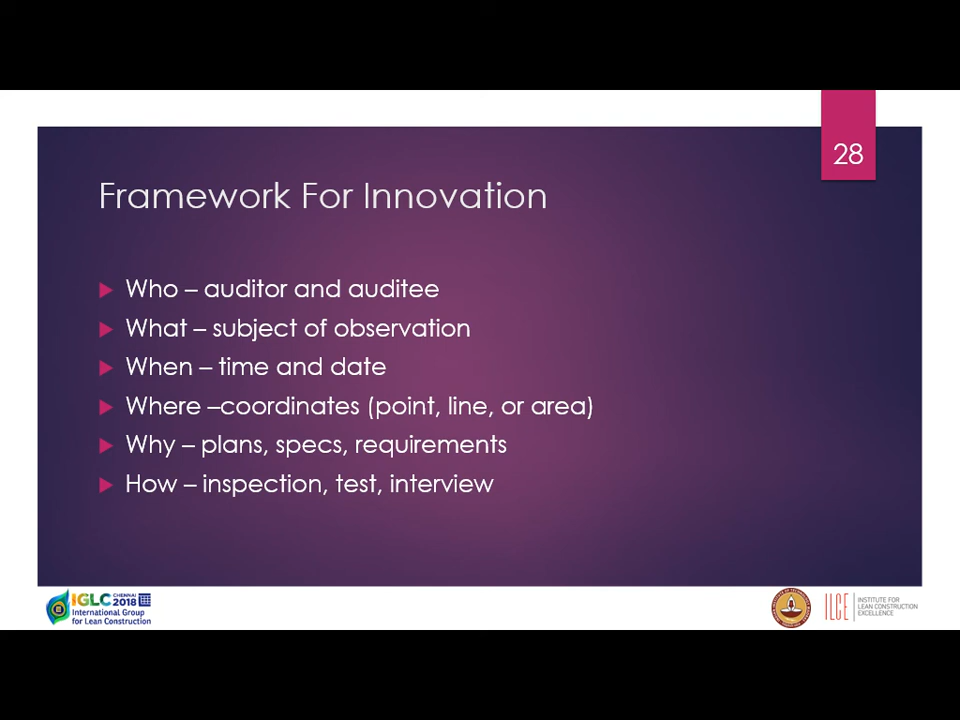 28
Framework For Innovation
Who – auditor and auditee
What – subject of observation
When – time and date
Where –coordinates (point, line, or area)
Why – plans, specs, requirements
How – inspection, test, interview
IGLC CHENNAI 2018
International Group
for Lean Construction
ILCE
INSTITUTE FOR
LEAN CONSTRUCTION
EXCELLENCE